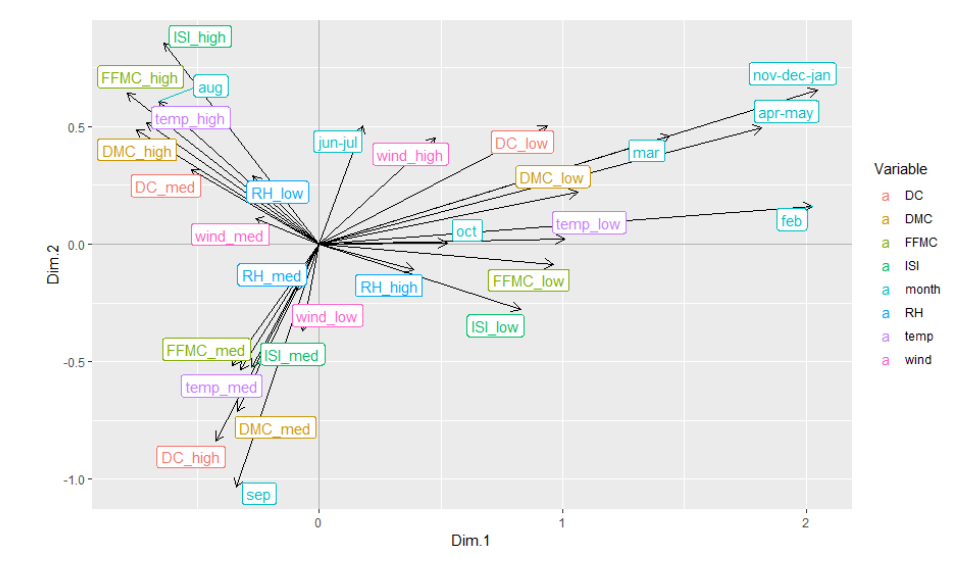 ISI_high
FFMC_high
aug
temp_high
DMC_high
DC_med
RH_low
wind_med
jun-jul
wind_high
DC_low
DMC_low
mar
nov-dec-jan
apr-may
feb
oct
temp_low
RH_med
RH_high
FFMC_low
wind_low
ISI_low
FFMC_med
ISI_med
temp_med
DMC_med
DC_high
sep
0.5
0.0
-0.5
-1.0
Dim.2
0
1
2
Dim.1
Variable
a DC
a DMC
a FFMC
a ISI
a month
a RH
a temp
a wind